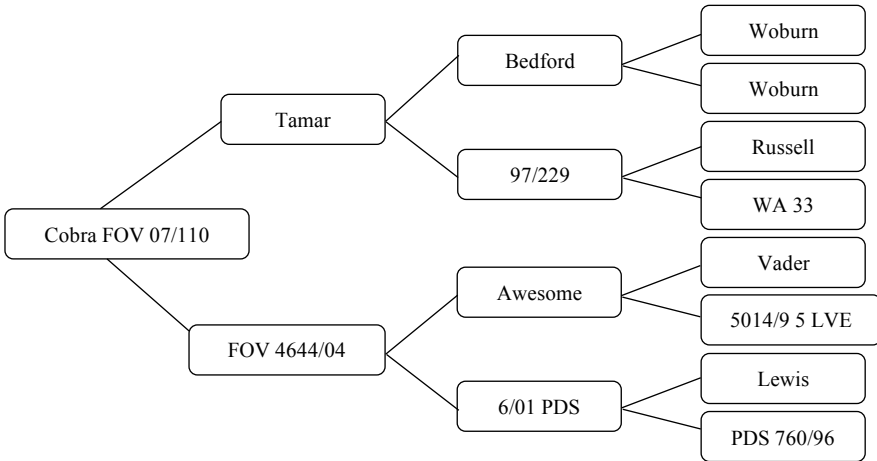 Woburn
Bedford
Woburn
Tamar
Russell
97/229
WA 33
Cobra FOV 07/110
Vader
Awesome
5014/9 5 LVE
FOV 4644/04
Lewis
6/01 PDS
PDS 760/96